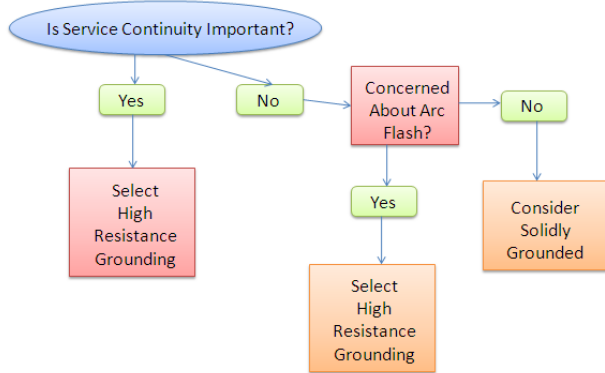 Is Service Continuity Important?
Yes
No
Concerned
About Arc
Flash?
No
Select
High
Resistance
Grounding
Yes
Consider
Solidly
Grounded
Select
High
Resistance
Grounding